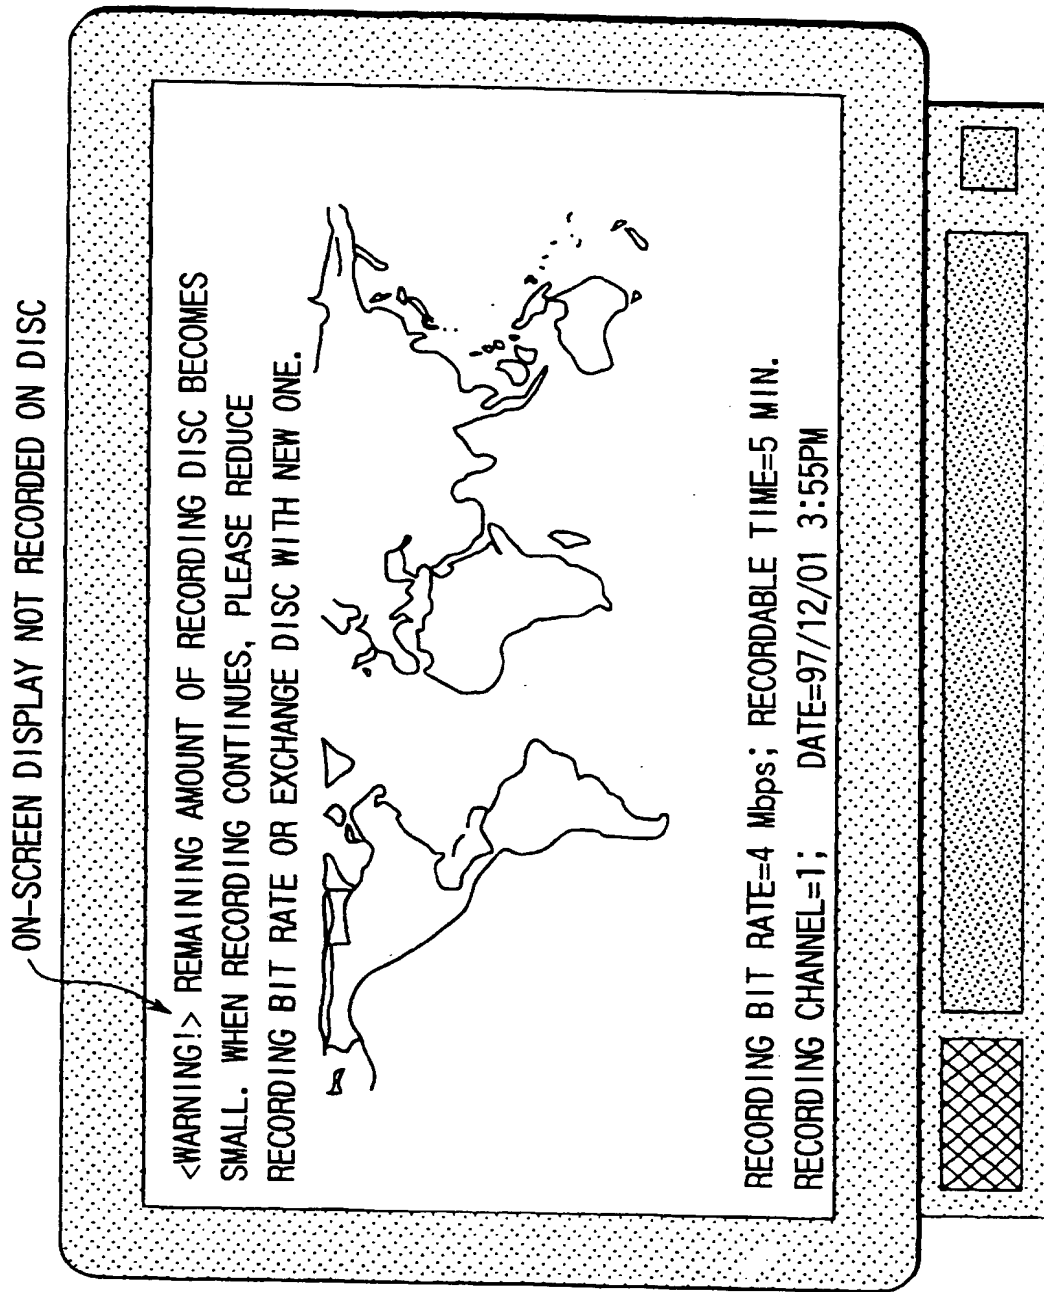 ON-SCREEN DISPLAY NOT RECORDED ON DISC
<WARNING!> REMAINING AMOUNT OF RECORDING DISC BECOMES
SMALL. WHEN RECORDING CONTINUES, PLEASE REDUCE
RECORDING BIT RATE OR EXCHANGE DISC WITH NEW ONE.
RECORDING BIT RATE=4 Mbps; RECORDABLE TIME=5 MIN.
RECORDING CHANNEL=1; DATE=97/12/01 3:55PM